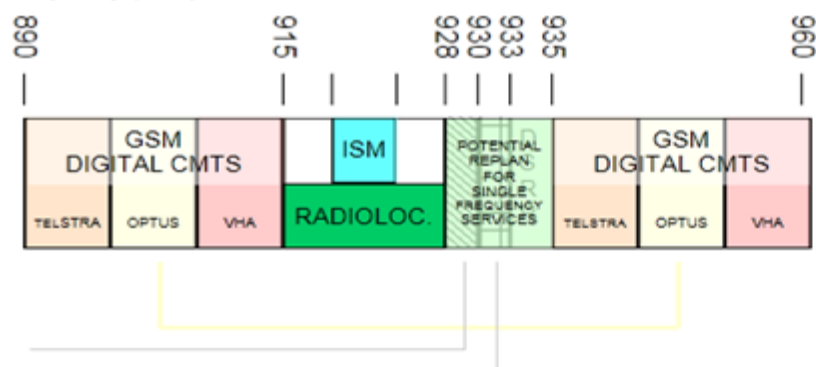 890
915
928
930
933
935
960
GSM
DIGITAL CMTS
TELSTRA
OPTUS
VHA
ISM
RADIOLOC.
POTENTIAL
REPLAN
FOR
SINGLE
FREQUENCY
SERVICES
GSM
DIGITAL CMTS
TELSTRA
OPTUS
VHA